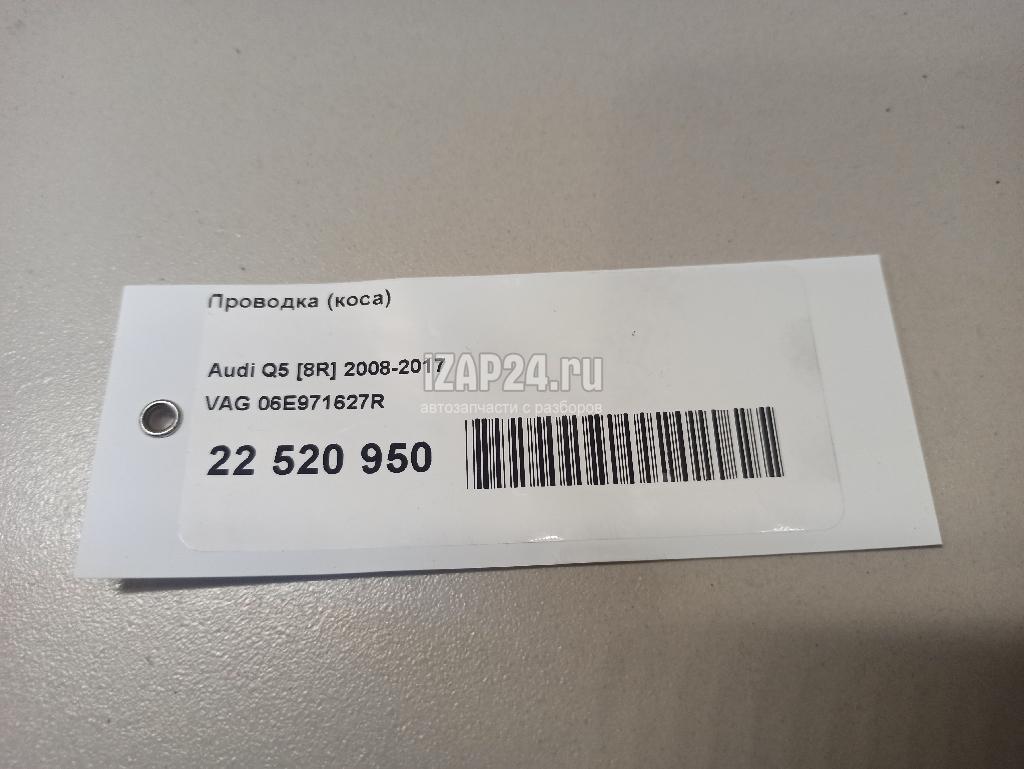 Проводка (коса)
Audi Q5 [8R] 2008-2017
iZAP24.ru
VAG 06E971627R
автозапчасти с разборов
22 520 950